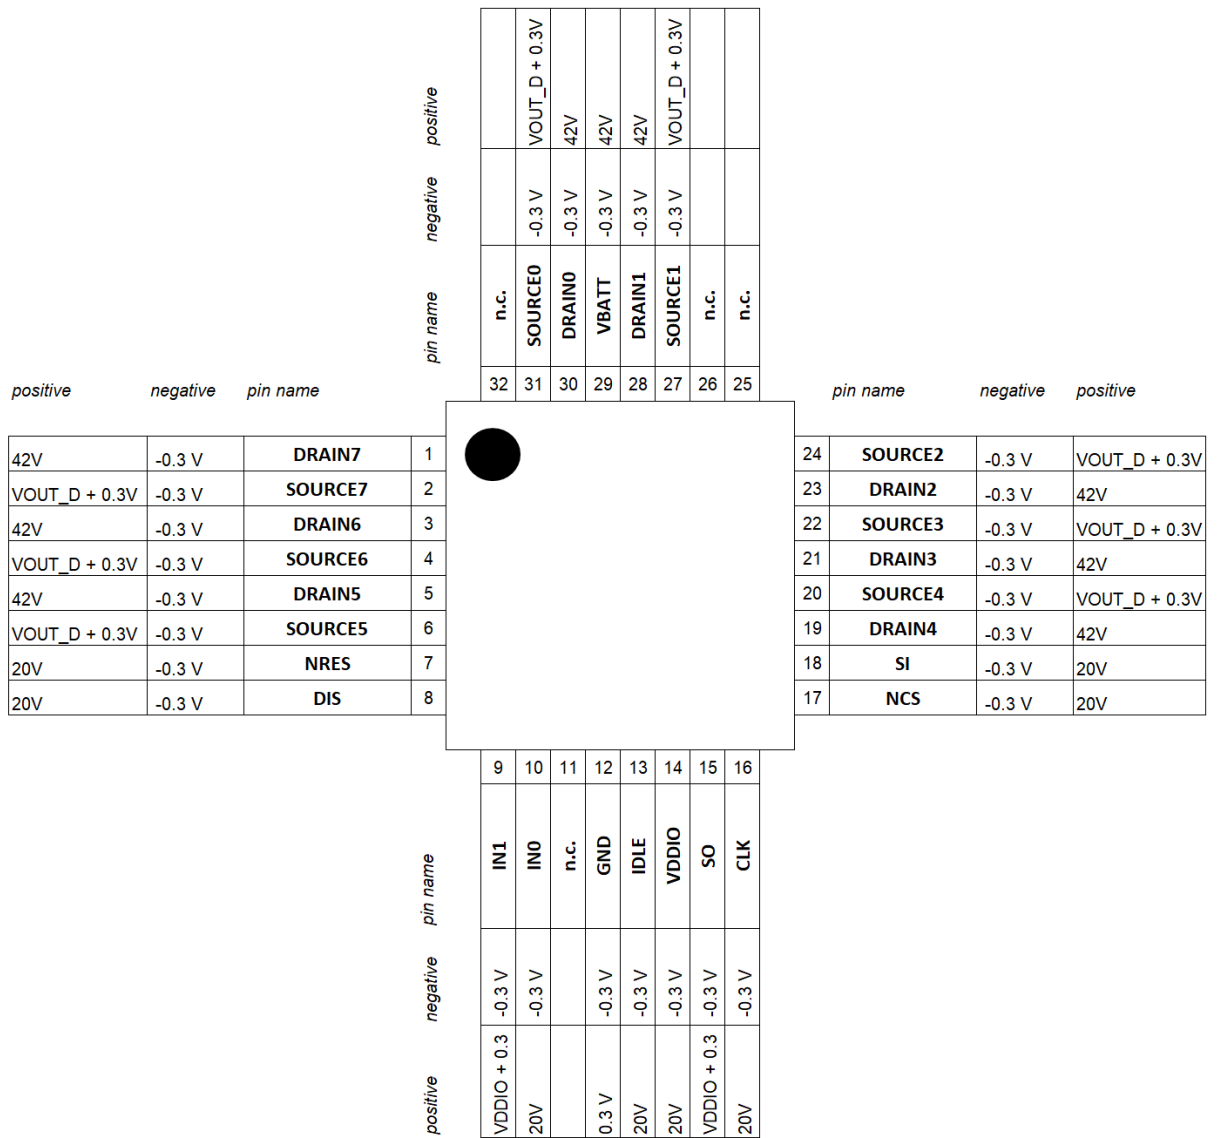 positive
VOUT_D + 0.3V 42V 42V 42V VOUT_D + 0.3V
negative
-0.3 V -0.3 V -0.3 V -0.3 V -0.3 V
pin name
n.c. SOURCE0 DRAIN0 VBATT DRAIN1 SOURCE1 n.c. n.c.
32 31 30 29 28 27 26 25
positive negative pin name
42V -0.3 V DRAIN7 1
VOUT_D + 0.3V -0.3 V SOURCE7 2
42V -0.3 V DRAIN6 3
VOUT_D + 0.3V -0.3 V SOURCE6 4
42V -0.3 V DRAIN5 5
VOUT_D + 0.3V -0.3 V SOURCE5 6
20V -0.3 V NRES 7
20V -0.3 V DIS 8
pin name negative positive
24 SOURCE2 -0.3 V VOUT_D + 0.3V
23 DRAIN2 -0.3 V 42V
22 SOURCE3 -0.3 V VOUT_D + 0.3V
21 DRAIN3 -0.3 V 42V
20 SOURCE4 -0.3 V VOUT_D + 0.3V
19 DRAIN4 -0.3 V 42V
18 SI -0.3 V 20V
17 NCS -0.3 V 20V
9 10 11 12 13 14 15 16
pin name
IN1 IN0 n.c. GND IDLE VDDIO SO CLK
negative
-0.3 V -0.3 V -0.3 V -0.3 V -0.3 V -0.3 V -0.3 V
positive
VDDIO + 0.3 20V 0.3 V 20V 20V VDDIO + 0.3 20V